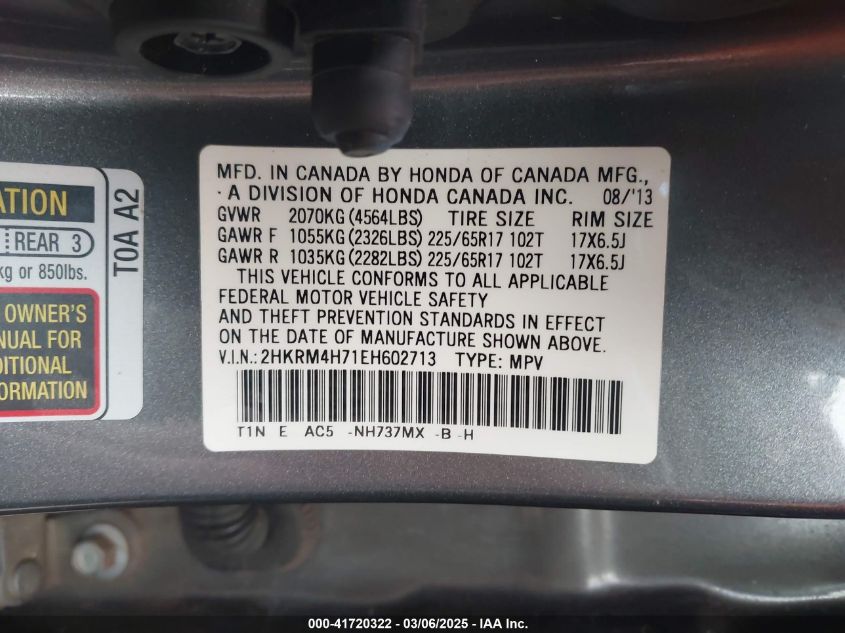 MFD. IN CANADA BY HONDA OF CANADA MFG.,
A DIVISION OF HONDA CANADA INC. 08/'13
GVWR 2070KG(4564LBS) TIRE SIZE RIM SIZE
GAWR F 1055KG(2326LBS) 225/65R17 102T 17X6.5J
GAWR R 1035KG(2282LBS) 225/65R17 102T 17X6.5J
THIS VEHICLE CONFORMS TO ALL APPLICABLE
FEDERAL MOTOR VEHICLE SAFETY
AND THEFT PREVENTION STANDARDS IN EFFECT
ON THE DATE OF MANUFACTURE SHOWN ABOVE.
V.I.N.: 2HKRM4H71EH602713 TYPE: MPV
T1N E AC5 -NH737MX -B -H
ATION
REAR 3
kg or 850lbs.
OWNER'S
NUAL FOR
DITIONAL
FORMATION
T0A A2
000-41720322 - 03/06/2025 - IAA Inc.